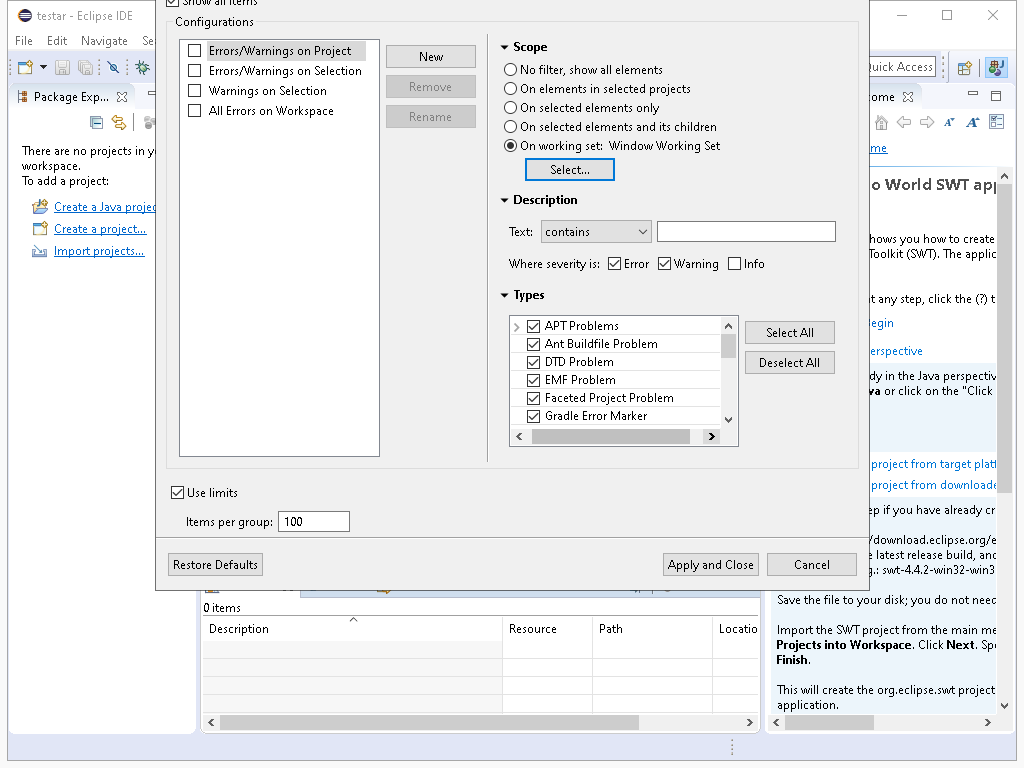 Show all items
testar - Eclipse IDE
File Edit Navigate Se
Configurations
Errors/Warnings on Project
Errors/Warnings on Selection
Warnings on Selection
All Errors on Workspace
New
Remove
Rename
Scope
No filter, show all elements
On elements in selected projects
On selected elements only
On selected elements and its children
On working set: Window Working Set
Select...
Description
Text: contains
Where severity is: Error Warning Info
Types
APT Problems
Ant Buildfile Problem
DTD Problem
EMF Problem
Faceted Project Problem
Gradle Error Marker
Select All
Deselect All
Use limits
Items per group: 100
Restore Defaults
Apply and Close
Cancel
Package Exp...
There are no projects in y
workspace.
To add a project:
Create a Java projec
Create a project...
Import projects...
Quick Access
ome
me
o World SWT app
hows you how to create
Toolkit (SWT). The applic
t any step, click the (?) t
egin
erspective
dy in the Java perspectiv
va or click on the "Click
project from target platf
project from downloade
ep if you have already cr
/download.eclipse.org/e
e latest release build, and
g.: swt-4.4.2-win32-win3
Save the file to your disk; you do not need
Import the SWT project from the main me
Projects into Workspace. Click Next. Spe
Finish.
This will create the org.eclipse.swt project
application.
0 items
Description Resource Path Locatio